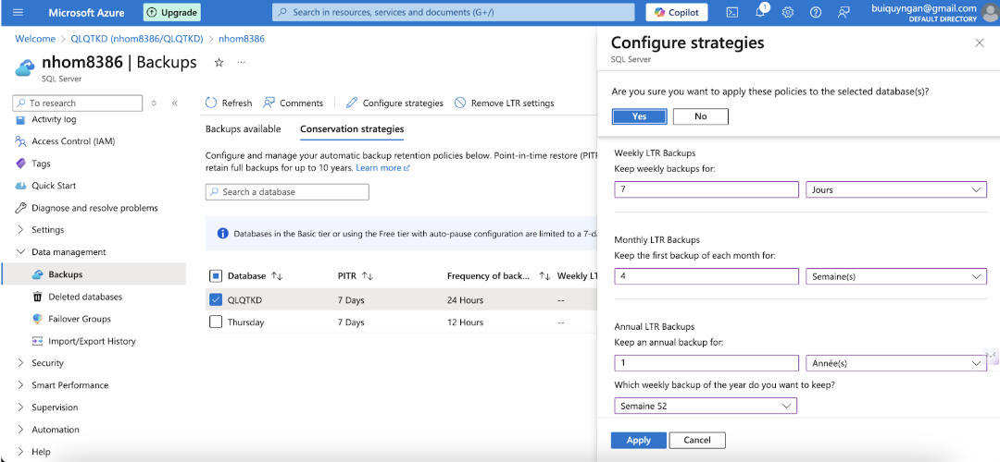 Microsoft Azure
Upgrade
Search in resources, services and documents (G+/)
Copilot
1
buiquyngan@gmail.com
DEFAULT DIRECTORY
Welcome > QLQTKD (nhom8386/QLQTKD) > nhom8386
nhom8386 | Backups
SQL Server
To research
Activity log
Access Control (IAM)
Tags
Quick Start
Diagnose and resolve problems
Settings
Data management
Backups
Deleted databases
Failover Groups
Import/Export History
Security
Smart Performance
Supervision
Automation
Help
Refresh
Comments
Configure strategies
Remove LTR settings
Backups available
Conservation strategies
Configure and manage your automatic backup retention policies below. Point-in-time restore (PITR
retain full backups for up to 10 years. Learn more
Search a database
Databases in the Basic tier or using the Free tier with auto-pause configuration are limited to a 7-d
Database PITR Frequency of back... Weekly LT
QLQTKD 7 Days 24 Hours --
Thursday 7 Days 12 Hours --
Configure strategies
SQL Server
Are you sure you want to apply these policies to the selected database(s)?
Yes No
Weekly LTR Backups
Keep weekly backups for:
7 Jours
Monthly LTR Backups
Keep the first backup of each month for:
4 Semaine(s)
Annual LTR Backups
Keep an annual backup for:
1 Année(s)
Which weekly backup of the year do you want to keep?
Semaine 52
Apply Cancel